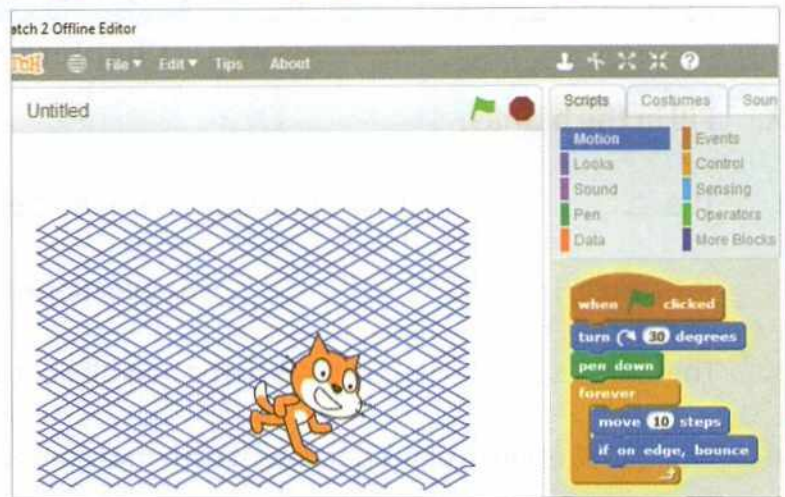 atch 2 Offline Editor
File Edit Tips About
Untitled
Scripts Costumes Soun
Motion Events
Looks Control
Sound Sensing
Pen Operators
Data More Blocks
when clicked
turn 30 degrees
pen down
forever
move 10 steps
if on edge, bounce